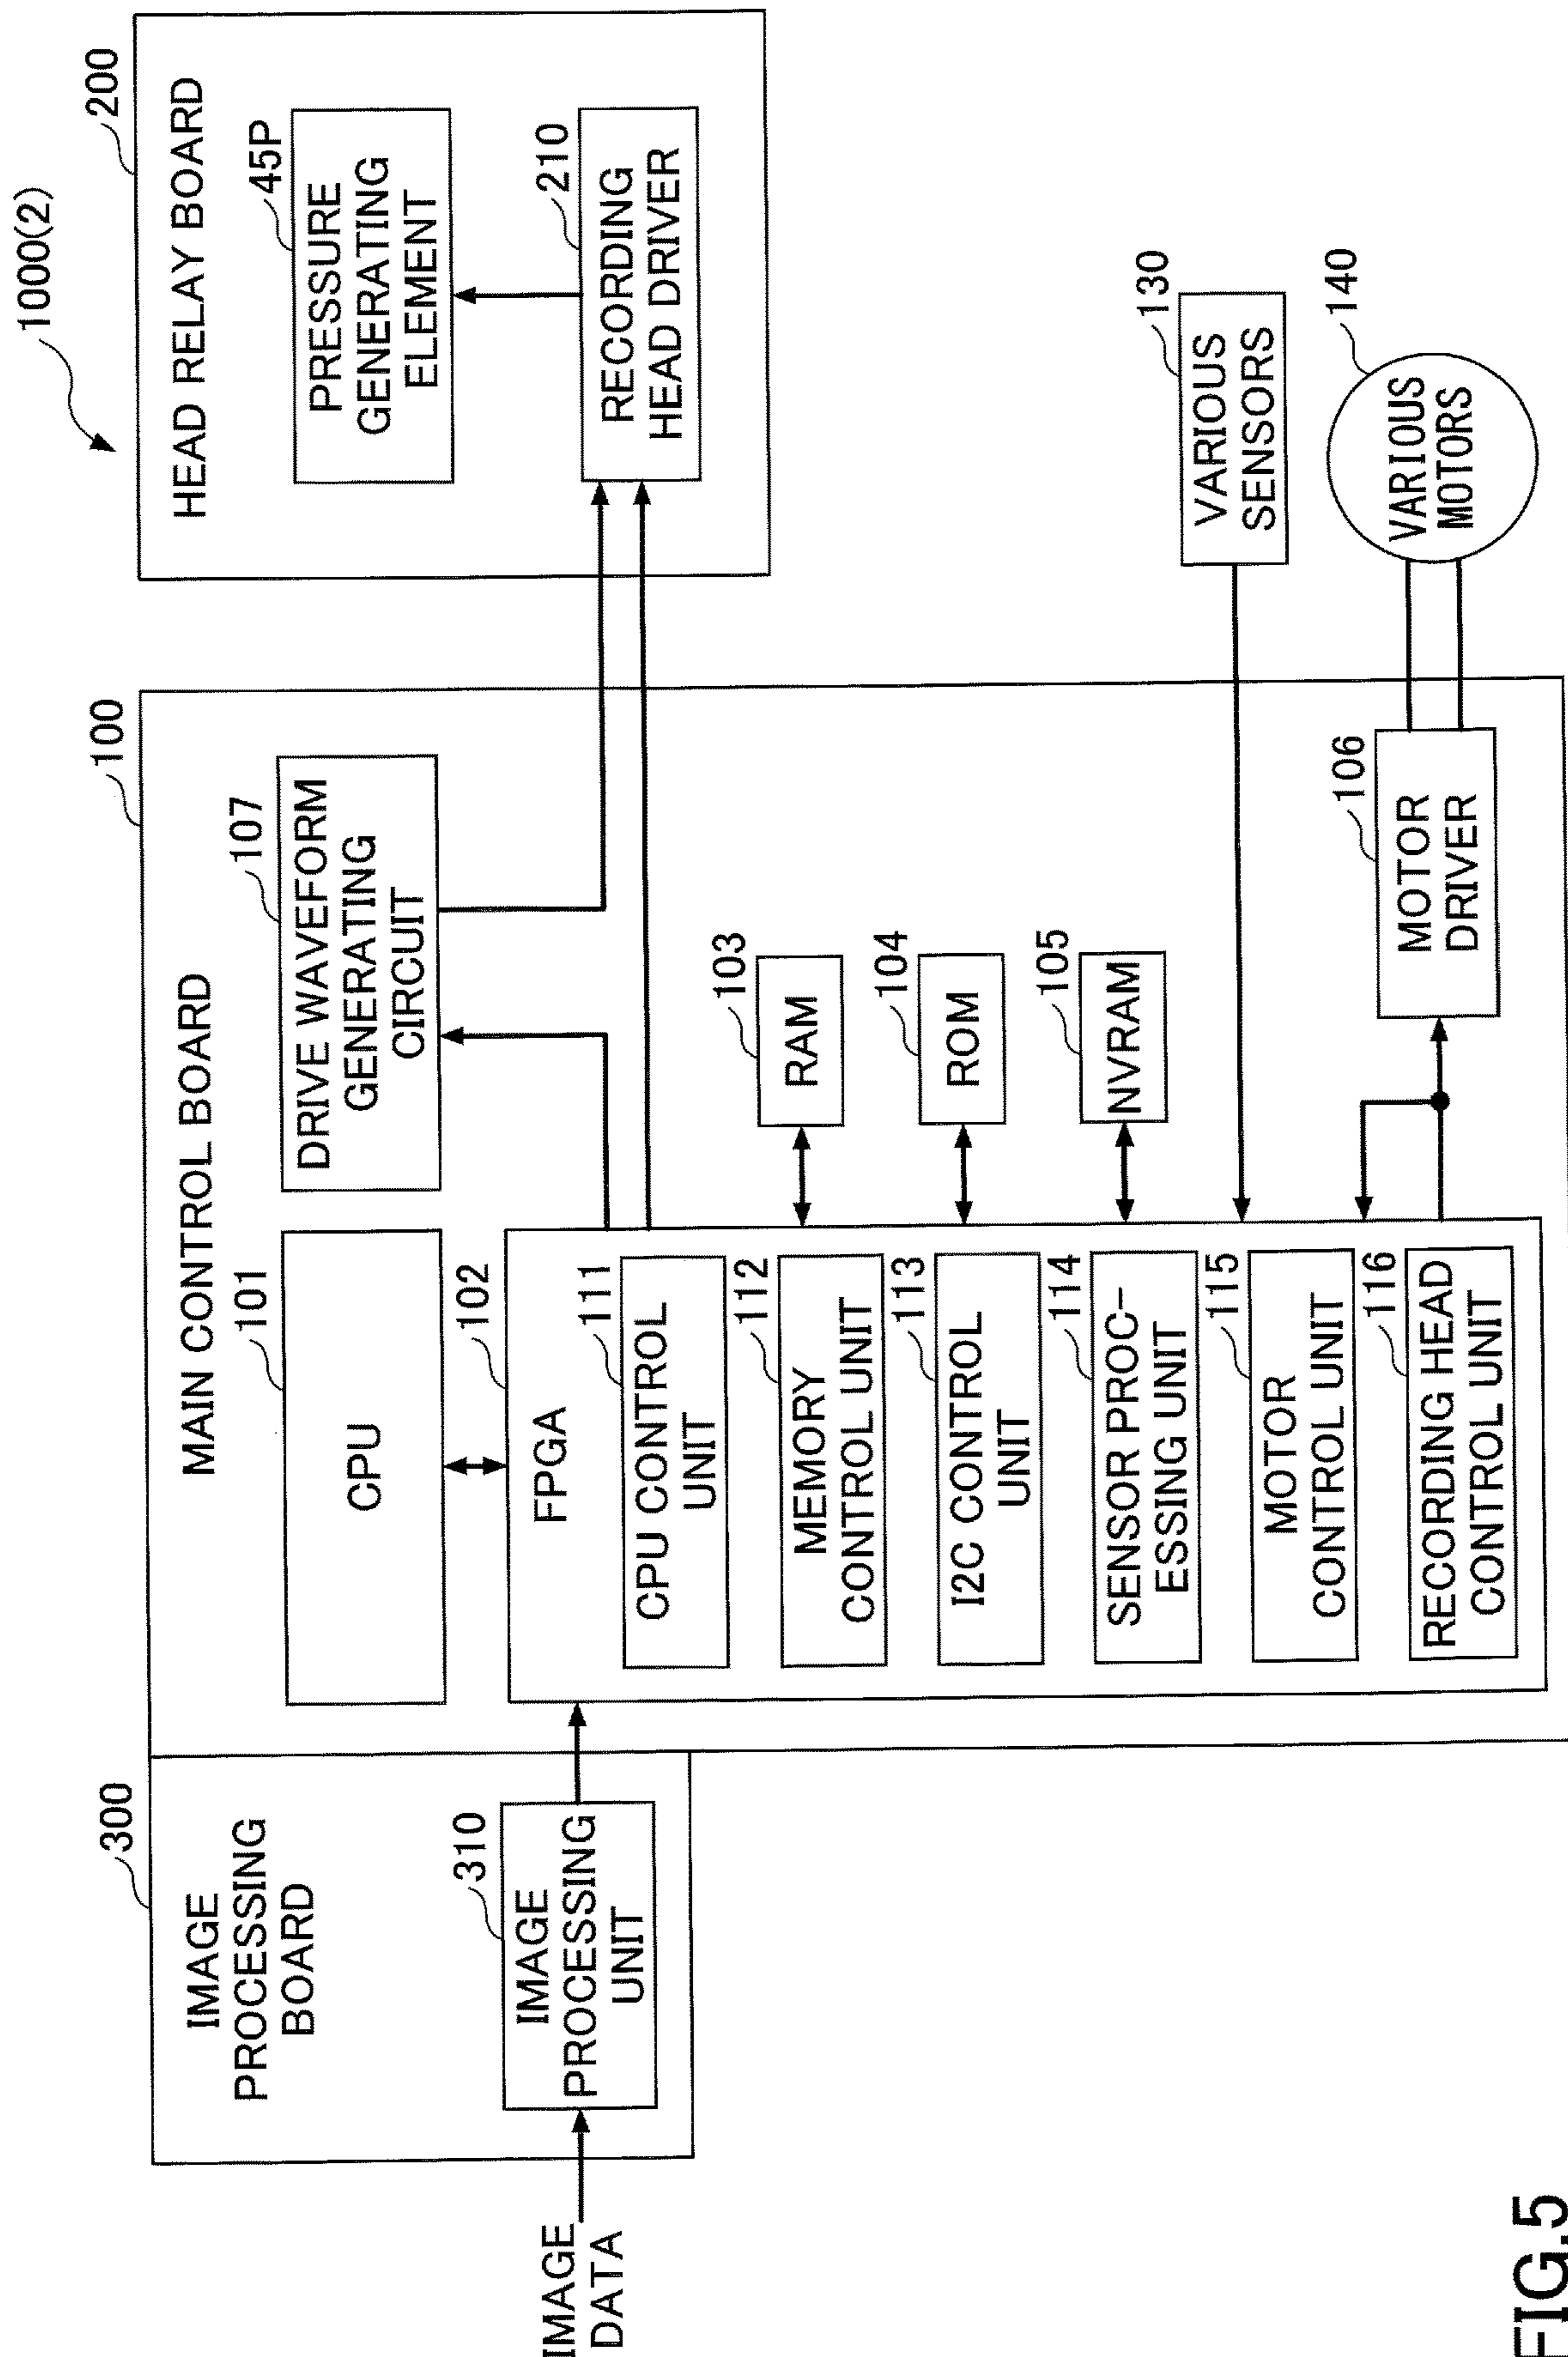 FIG.5
1000(2)
300
IMAGE
PROCESSING
BOARD
IMAGE
DATA
310
IMAGE
PROCESSING
UNIT
100
MAIN CONTROL BOARD
101
CPU
102
FPGA
111
CPU CONTROL
UNIT
112
MEMORY
CONTROL UNIT
113
I2C CONTROL
UNIT
114
SENSOR PROC-
ESSING UNIT
115
MOTOR
CONTROL UNIT
116
RECORDING HEAD
CONTROL UNIT
107
DRIVE WAVEFORM
GENERATING
CIRCUIT
103
RAM
104
ROM
105
NVRAM
106
MOTOR
DRIVER
200
HEAD RELAY BOARD
45P
PRESSURE
GENERATING
ELEMENT
210
RECORDING
HEAD DRIVER
130
VARIOUS
SENSORS
140
VARIOUS
MOTORS